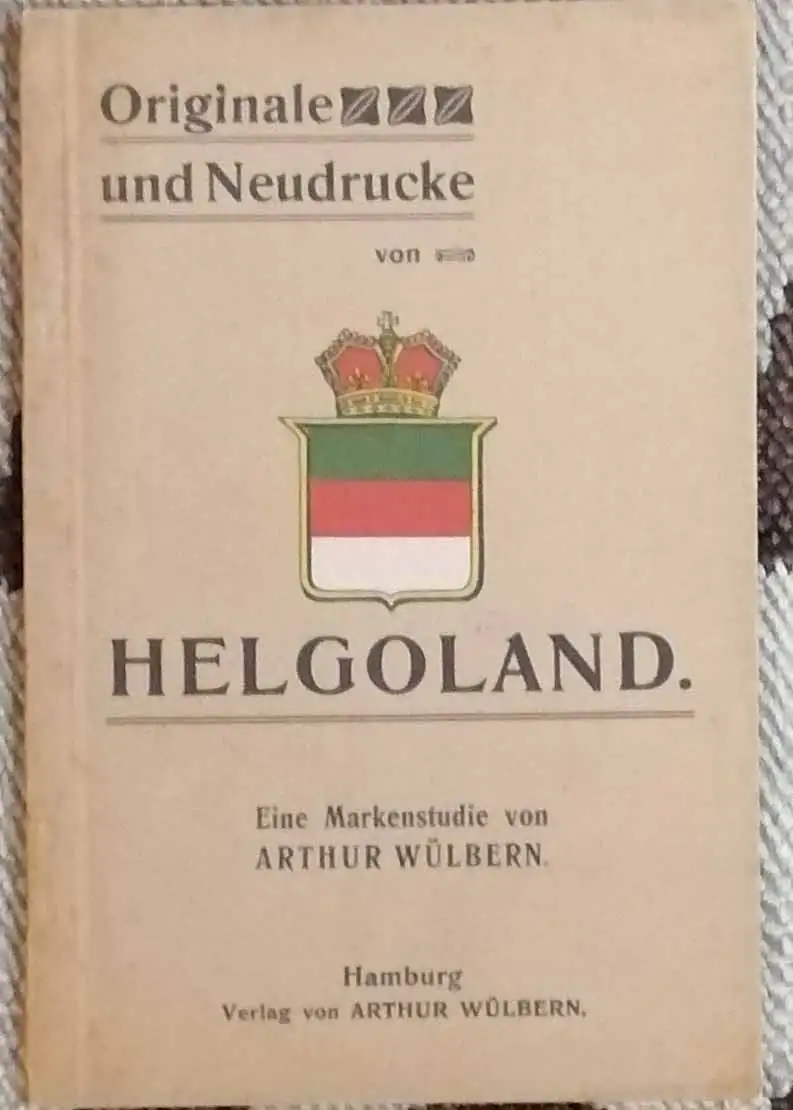 Originale
und Neudrucke
von
HELGOLAND.
Eine Markenstudie von
ARTHUR WÜLBERN.
Hamburg
Verlag von ARTHUR WÜLBERN.